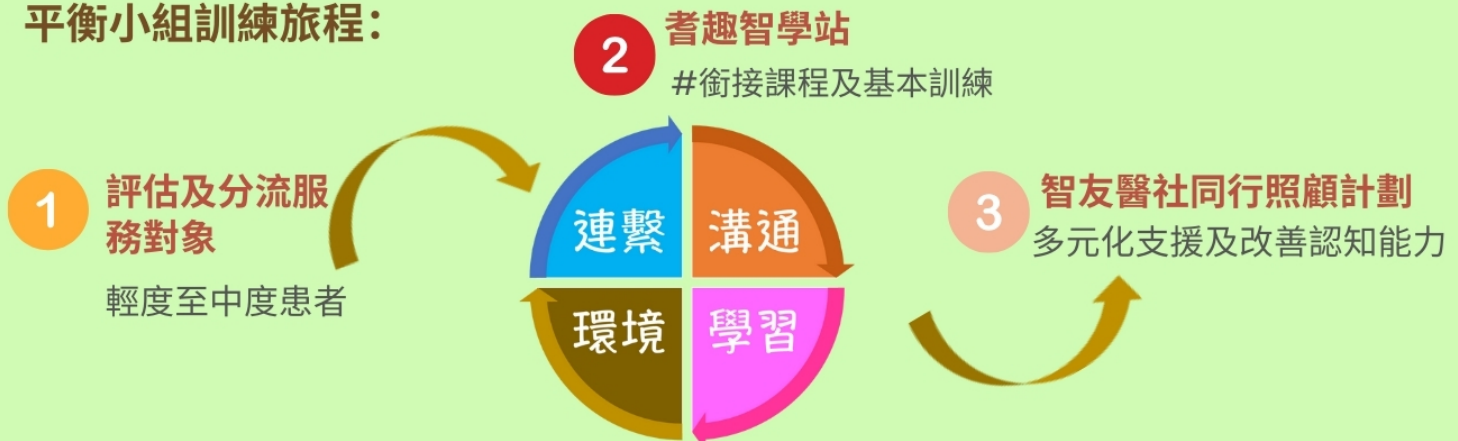 平衡小組訓練旅程：
1
評估及分流服
務對象
輕度至中度患者
2
耆趣智學站
#銜接課程及基本訓練
連繫
溝通
環境
學習
3
智友醫社同行照顧計劃
多元化支援及改善認知能力